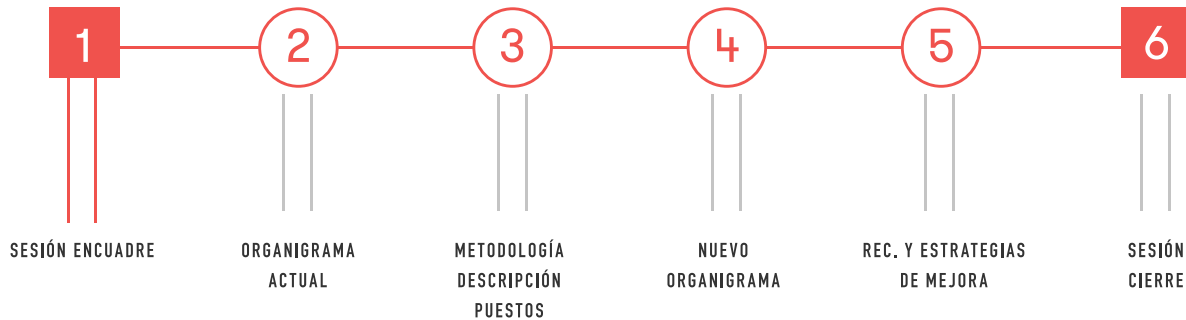 1
2
3
4
5
6
SESIÓN ENCUADRE
ORGANIGRAMA
ACTUAL
METODOLOGÍA
DESCRIPCIÓN
PUESTOS
NUEVO
ORGANIGRAMA
REC. Y ESTRATEGIAS
DE MEJORA
SESIÓN
CIERRE